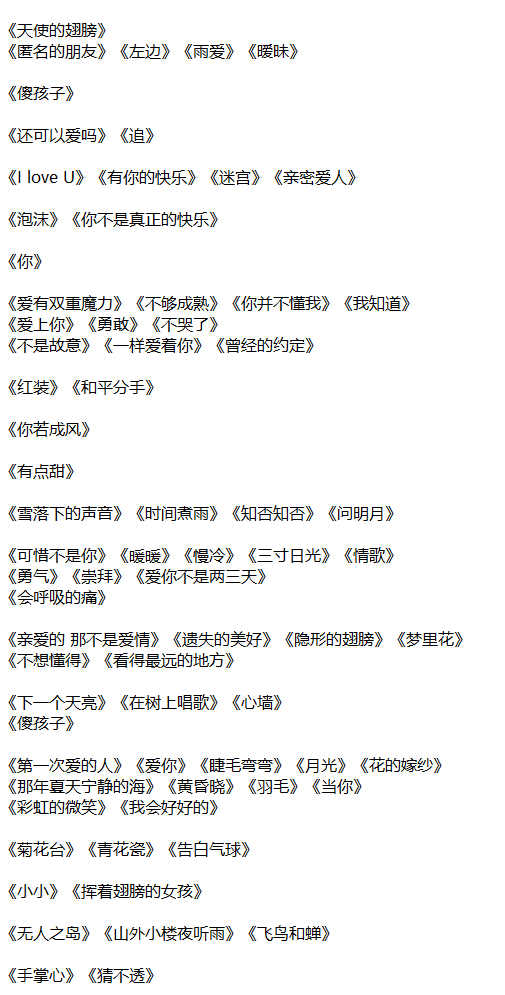 《天使的翅膀》
《匿名的朋友》《左边》《雨爱》《暧昧》
《傻孩子》
《还可以爱吗》《追》
《I love U》《有你的快乐》《迷宫》《亲密爱人》
《泡沫》《你不是真正的快乐》
《你》
《爱有双重魔力》《不够成熟》《你并不懂我》《我知道》
《爱上你》《勇敢》《不哭了》
《不是故意》《一样爱着你》《曾经的约定》
《红装》《和平分手》
《你若成风》
《有点甜》
《雪落下的声音》《时间煮雨》《知否知否》《问明月》
《可惜不是你》《暖暖》《慢冷》《三寸日光》《情歌》
《勇气》《崇拜》《爱你不是两三天》
《会呼吸的痛》
《亲爱的 那不是爱情》《遗失的美好》《隐形的翅膀》《梦里花》
《不想懂得》《看得最远的地方》
《下一个天亮》《在树上唱歌》《心墙》
《傻孩子》
《第一次爱的人》《爱你》《睫毛弯弯》《月光》《花的嫁纱》
《那年夏天宁静的海》《黄昏晓》《羽毛》《当你》
《彩虹的微笑》《我会好好的》
《菊花台》《青花瓷》《告白气球》
《小小》《挥着翅膀的女孩》
《无人之岛》《山外小楼夜听雨》《飞鸟和蝉》
《手掌心》《猜不透》